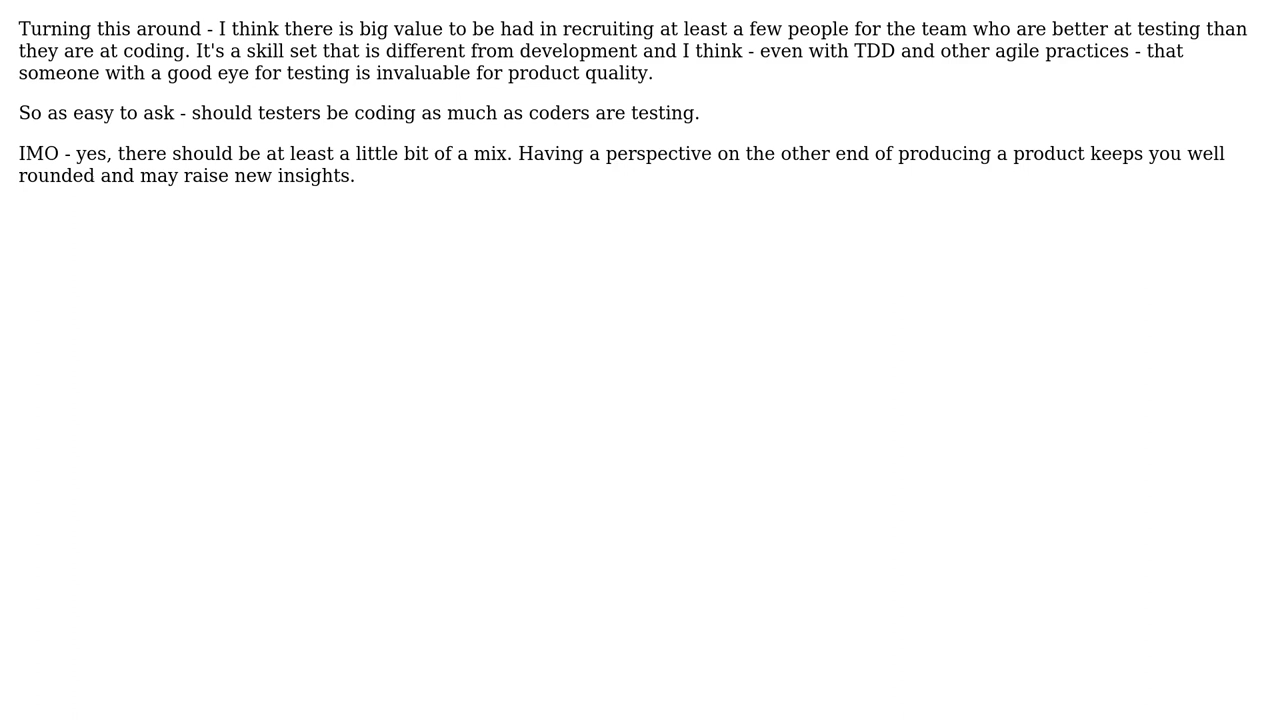 Turning this around - I think there is big value to be had in recruiting at least a few people for the team who are better at testing than
they are at coding. It's a skill set that is different from development and I think - even with TDD and other agile practices - that
someone with a good eye for testing is invaluable for product quality.
So as easy to ask - should testers be coding as much as coders are testing.
IMO - yes, there should be at least a little bit of a mix. Having a perspective on the other end of producing a product keeps you well
rounded and may raise new insights.